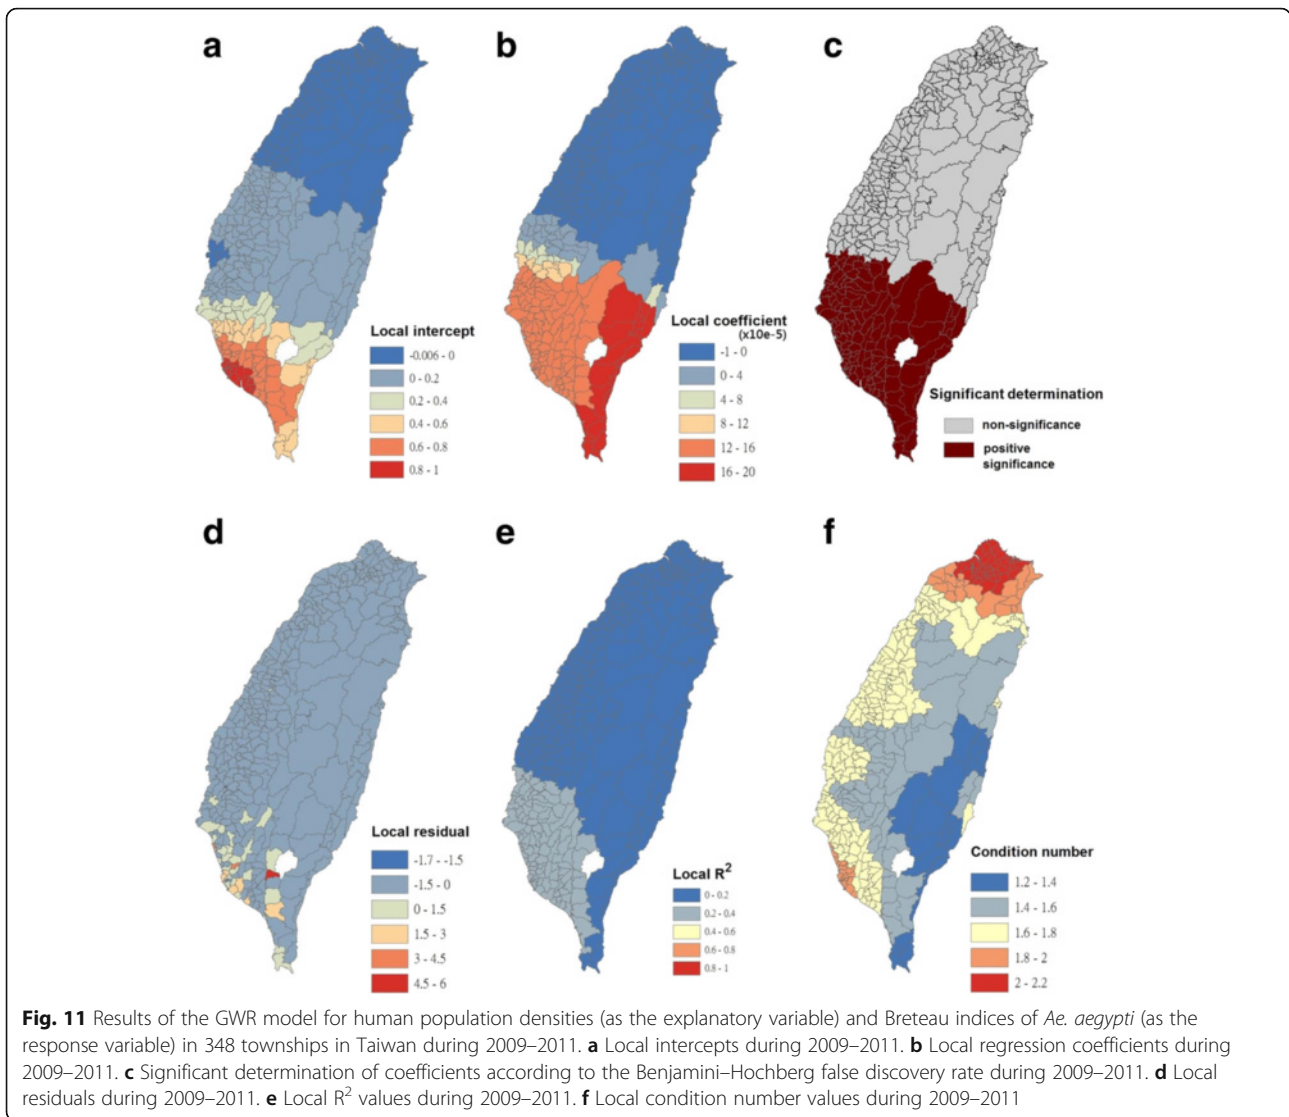 a
b
c
Local intercept
-0.006 - 0
0 - 0.2
0.2 - 0.4
0.4 - 0.6
0.6 - 0.8
0.8 - 1
Local coefficient
(x10e-5)
-1 - 0
0 - 4
4 - 8
8 - 12
12 - 16
16 - 20
Significant determination
non-significance
positive
significance
d
e
f
Local residual
-1.7 - -1.5
-1.5 - 0
0 - 1.5
1.5 - 3
3 - 4.5
4.5 - 6
Local R²
0 - 0.2
0.2 - 0.4
0.4 - 0.6
0.6 - 0.8
0.8 - 1
Condition number
1.2 - 1.4
1.4 - 1.6
1.6 - 1.8
1.8 - 2
2 - 2.2
Fig. 11 Results of the GWR model for human population densities (as the explanatory variable) and Breteau indices of Ae. aegypti (as the
response variable) in 348 townships in Taiwan during 2009–2011. a Local intercepts during 2009–2011. b Local regression coefficients during
2009–2011. c Significant determination of coefficients according to the Benjamini–Hochberg false discovery rate during 2009–2011. d Local
residuals during 2009–2011. e Local R² values during 2009–2011. f Local condition number values during 2009–2011